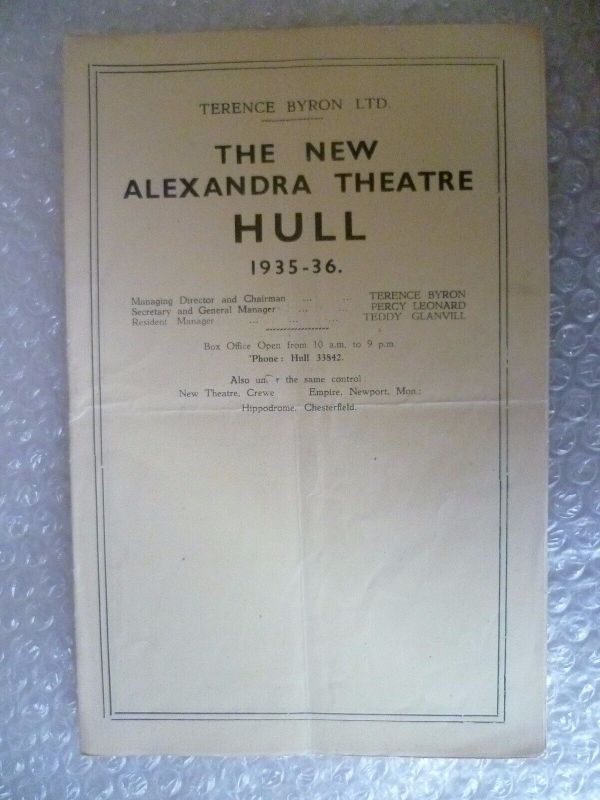 TERENCE BYRON LTD.
THE NEW
ALEXANDRA THEATRE
HULL
1935-36.
Managing Director and Chairman ... ... TERENCE BYRON
Secretary and General Manager ... ... PERCY LEONARD
Resident Manager ... ... ... TEDDY GLANVILL
Box Office Open from 10 a.m. to 9 p.m.
'Phone: Hull 33842.
Also under the same control:
New Theatre, Crewe Empire, Newport, Mon.:
Hippodrome, Chesterfield.